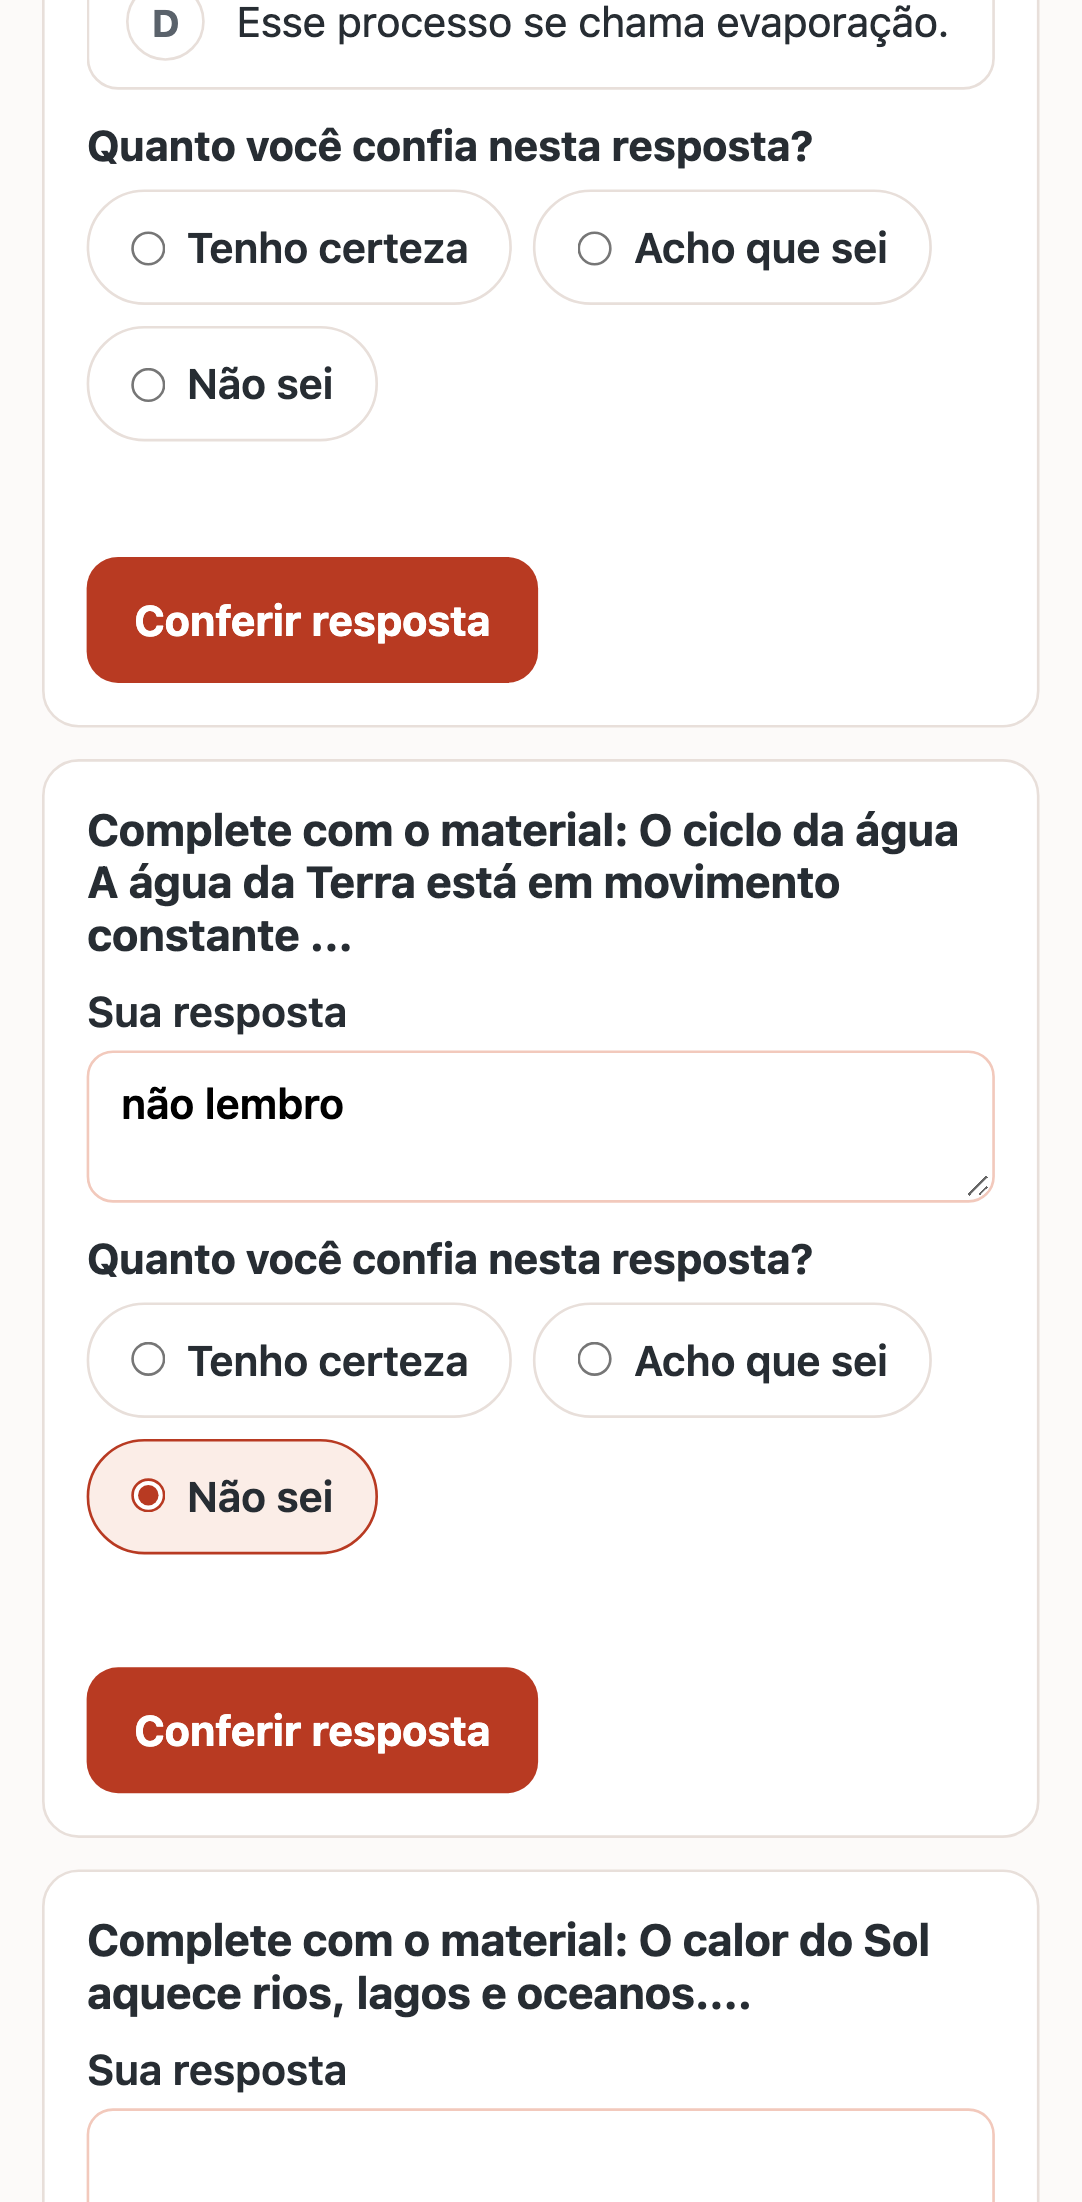 D Esse processo se chama evaporação.
Quanto você confia nesta resposta?
Tenho certeza
Acho que sei
Não sei
Conferir resposta
Complete com o material: O ciclo da água
A água da Terra está em movimento
constante ...
Sua resposta
não lembro
Quanto você confia nesta resposta?
Tenho certeza
Acho que sei
Não sei
Conferir resposta
Complete com o material: O calor do Sol
aquece rios, lagos e oceanos....
Sua resposta